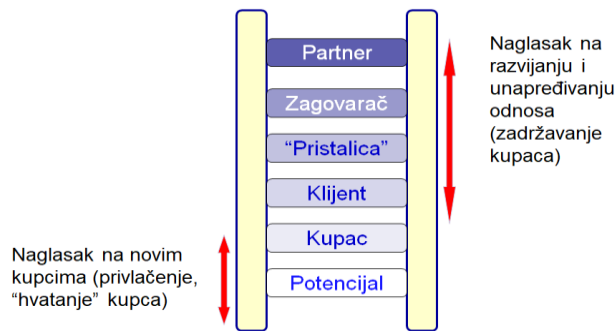 Partner
Zagovarač
“Pristalica”
Klijent
Kupac
Potencijal
Naglasak na
razvijanju i
unapređivanju
odnosa
(zadržavanje
kupaca)
Naglasak na novim
kupcima (privlačenje,
“hvatanje” kupca)